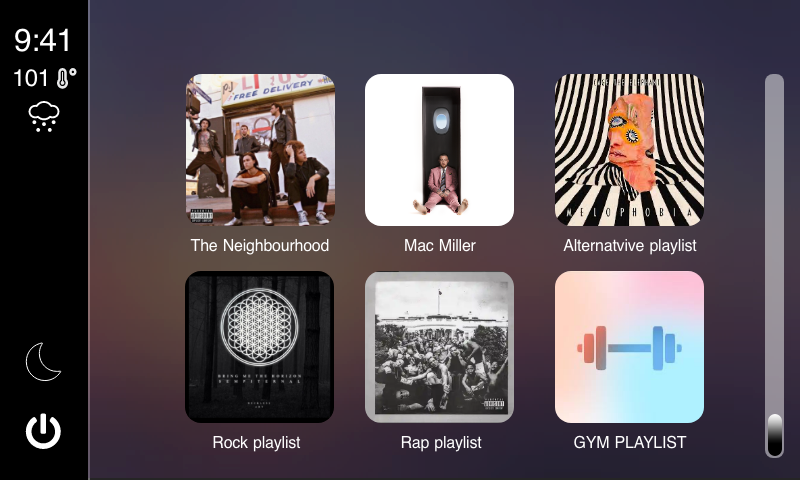 9:41
101
FREE DELIVERY
The Neighbourhood
Mac Miller
MELOPHOBIA
Alternatvive playlist
BRING ME THE HORIZON
SEMPITERNAL
Rock playlist
Rap playlist
GYM PLAYLIST